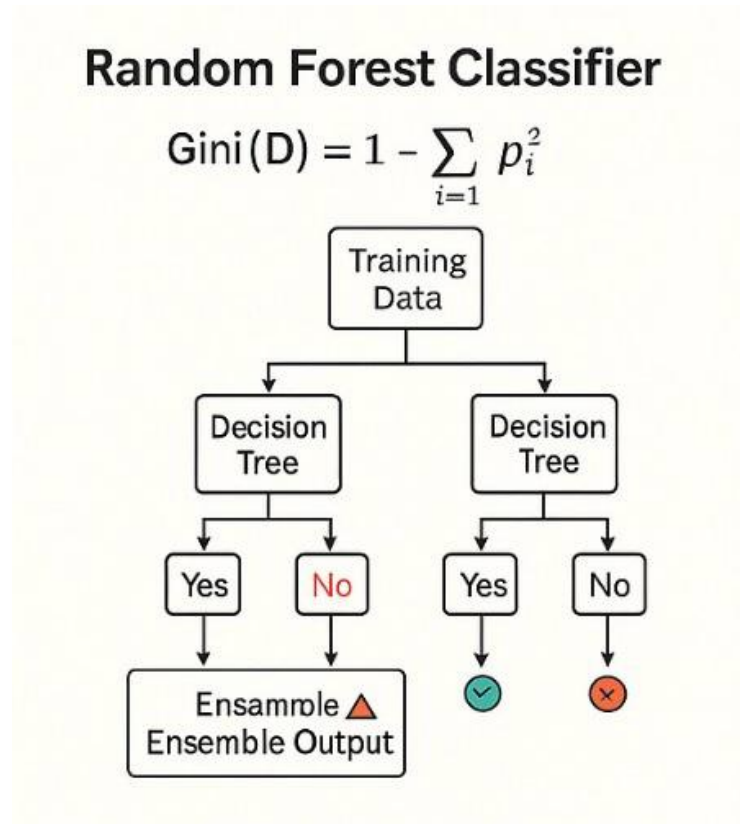 Random Forest Classifier
Gini(D) = 1 - ∑ p_i^2
i=1
Training
Data
Decision
Tree
Decision
Tree
Yes
No
Yes
No
Ensamrole
Ensemble Output